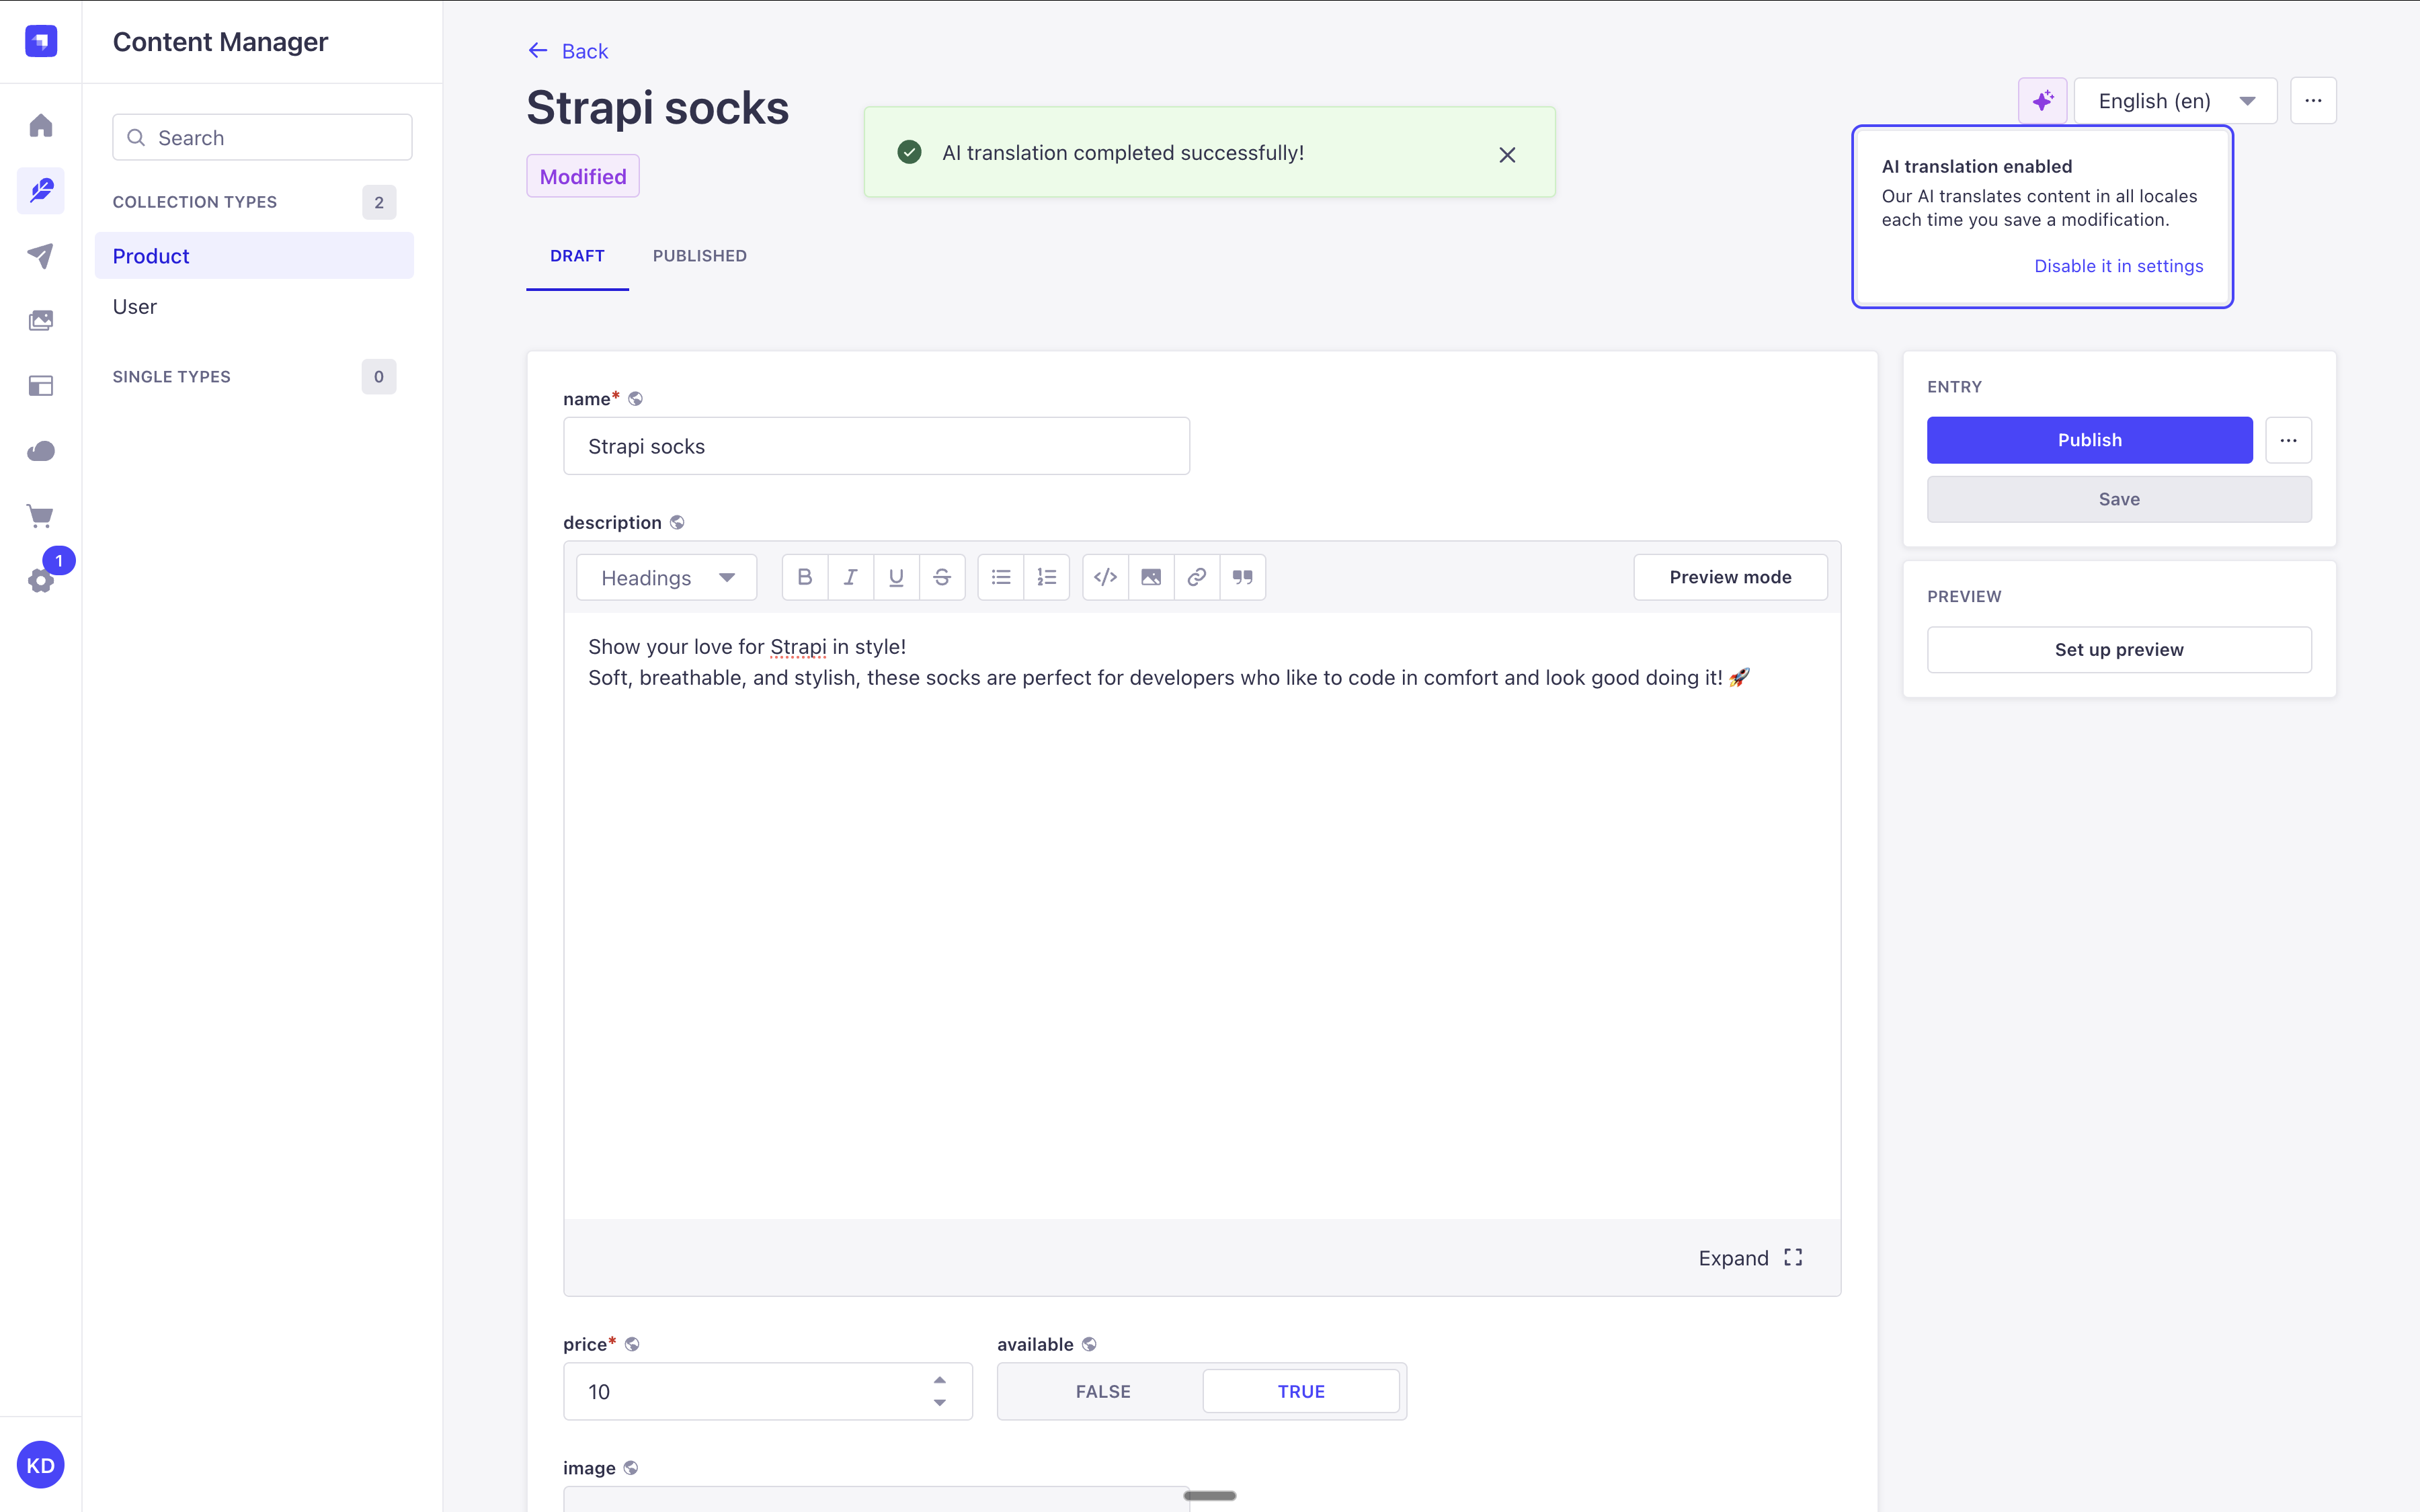 Content Manager
Search
COLLECTION TYPES
2
Product
User
SINGLE TYPES
0
1
KD
Back
Strapi socks
Modified
AI translation completed successfully!
English (en)
AI translation enabled
Our AI translates content in all locales
each time you save a modification.
Disable it in settings
DRAFT
PUBLISHED
name*
Strapi socks
description
Headings
Preview mode
Show your love for Strapi in style!
Soft, breathable, and stylish, these socks are perfect for developers who like to code in comfort and look good doing it! 🚀
Expand
price*
10
available
FALSE
TRUE
image
ENTRY
Publish
Save
PREVIEW
Set up preview